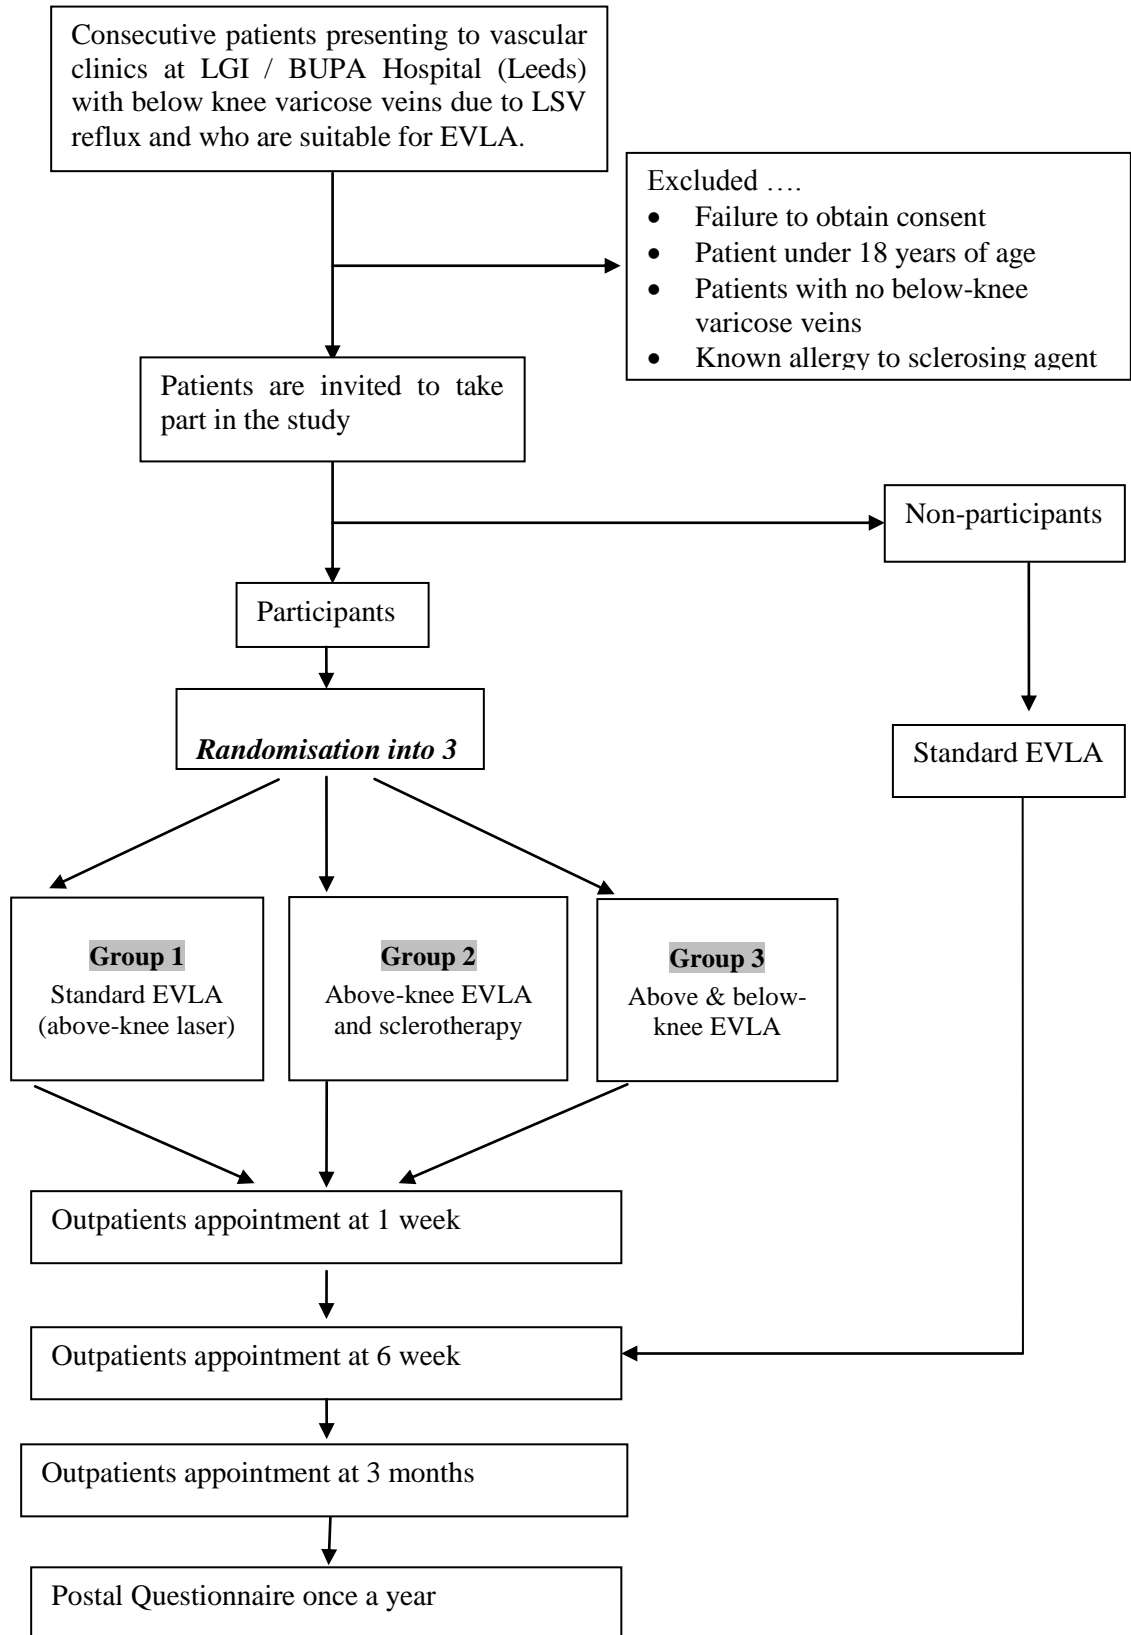 Consecutive patients presenting to vascular
clinics at LGI / BUPA Hospital (Leeds)
with below knee varicose veins due to LSV
reflux and who are suitable for EVLA.
Excluded ....
• Failure to obtain consent
• Patient under 18 years of age
• Patients with no below-knee
varicose veins
• Known allergy to sclerosing agent
Patients are invited to take
part in the study
Non-participants
Participants
Randomisation into 3
Standard EVLA
Group 1
Standard EVLA
(above-knee laser)
Group 2
Above-knee EVLA
and sclerotherapy
Group 3
Above & below-
knee EVLA
Outpatients appointment at 1 week
Outpatients appointment at 6 week
Outpatients appointment at 3 months
Postal Questionnaire once a year